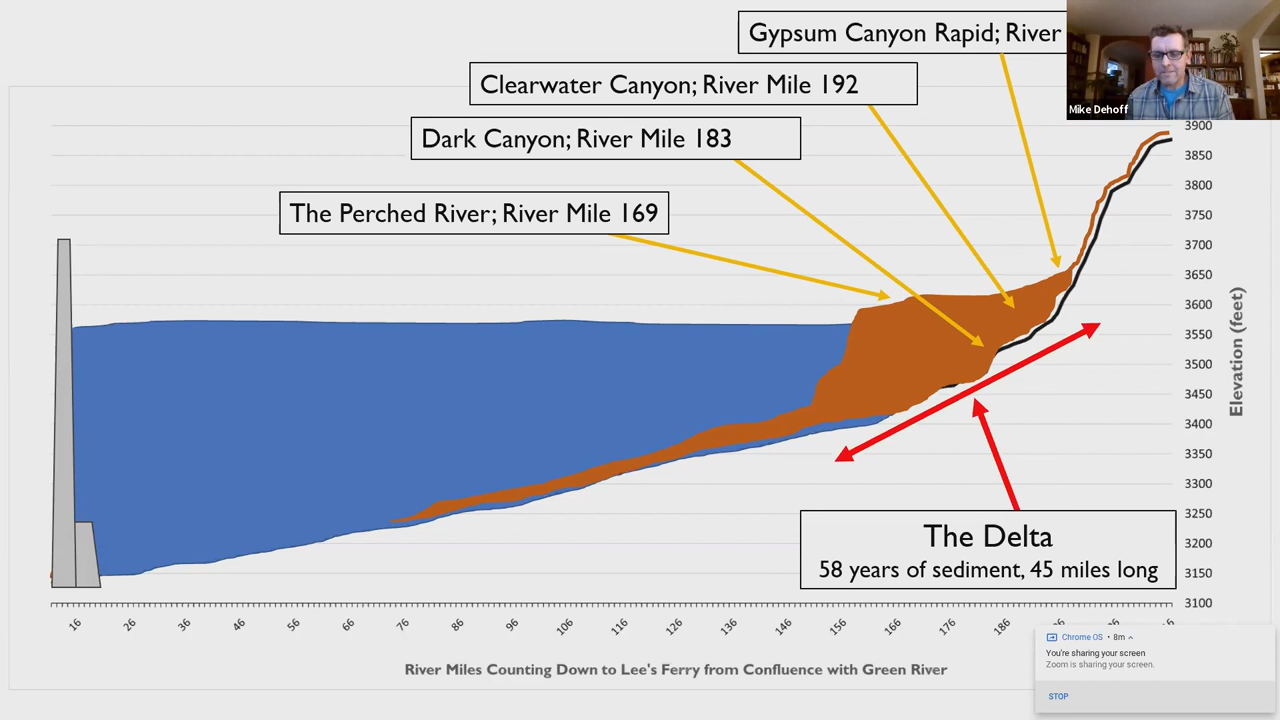 Gypsum Canyon Rapid; River
Clearwater Canyon; River Mile 192
Mike Dehoff
Dark Canyon; River Mile 183
The Perched River; River Mile 169
3900
3850
3800
3750
3700
3650
3600
3550
3500
3450
3400
3350
3300
3250
3200
3150
3100
Elevation (feet)
The Delta
58 years of sediment, 45 miles long
16 26 36 46 56 66 76 86 96 106 116 126 136 146 156 166 176 186
River Miles Counting Down to Lee's Ferry from Confluence with Green River
Chrome OS • 8m
You're sharing your screen
Zoom is sharing your screen.
STOP